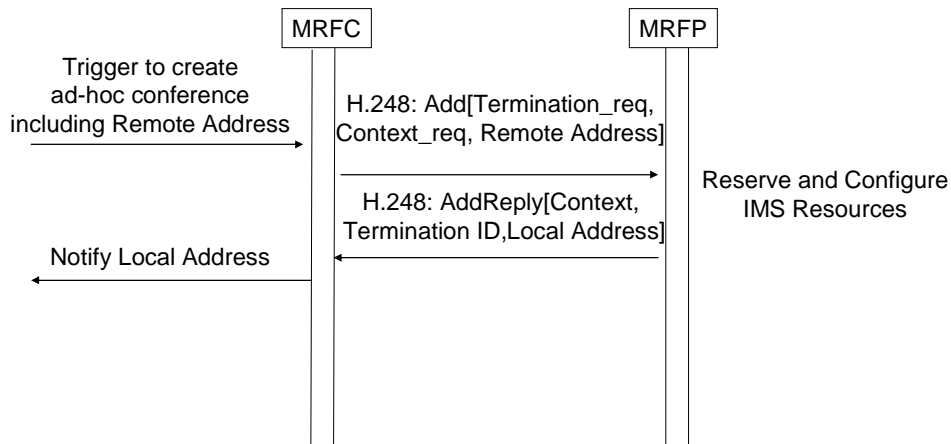 MRFC
MRFP
Trigger to create
ad-hoc conference
including Remote Address
H.248: Add[Termination_req,
Context_req, Remote Address]
Reserve and Configure
IMS Resources
H.248: AddReply[Context,
Termination ID,Local Address]
Notify Local Address